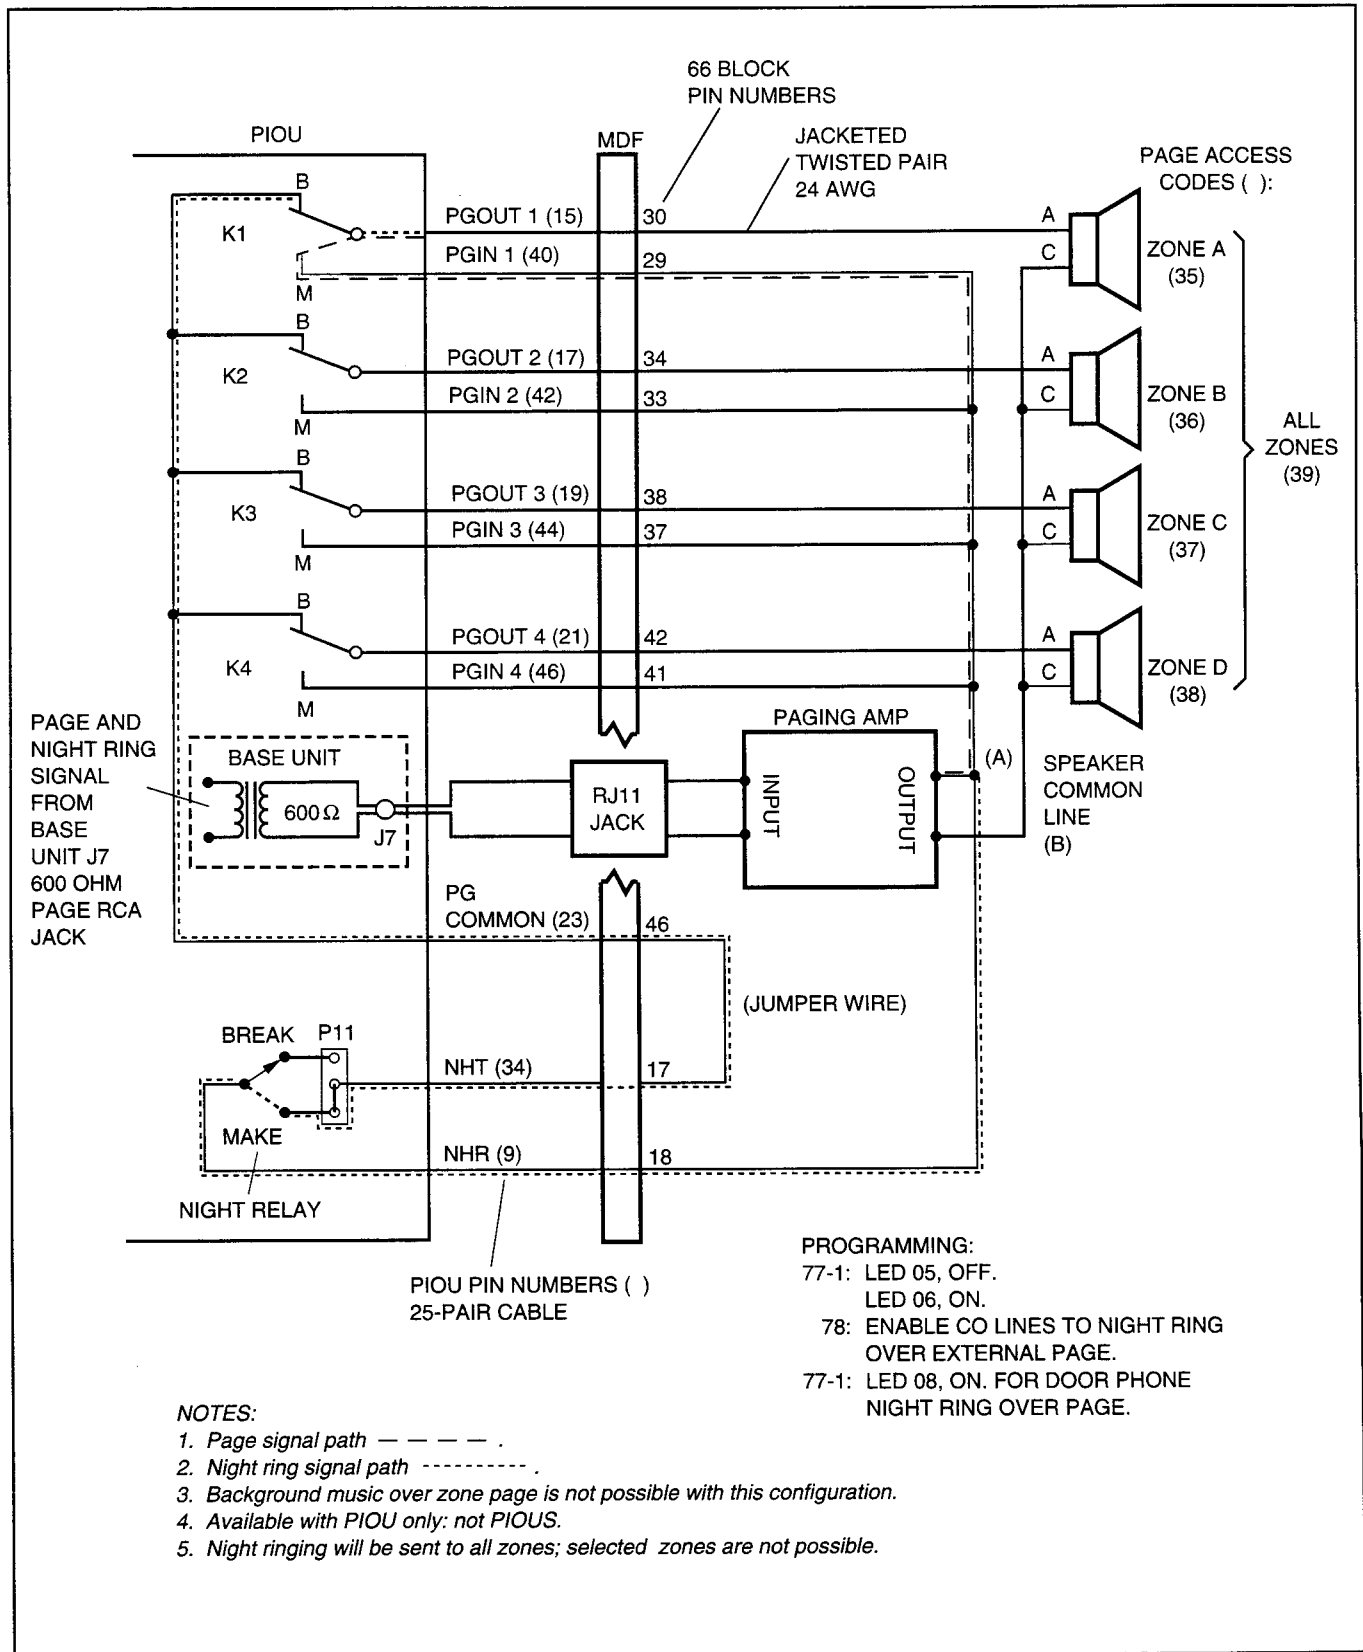 66 BLOCK
PIN NUMBERS
PIOU
MDF
JACKETED
TWISTED PAIR
24 AWG
PAGE ACCESS
CODES ( ):
B
K1
M
PGOUT 1 (15)
30
PGIN 1 (40)
29
A
C
ZONE A
(35)
B
K2
M
PGOUT 2 (17)
34
PGIN 2 (42)
33
A
C
ZONE B
(36)
ALL
ZONES
(39)
B
K3
M
PGOUT 3 (19)
38
PGIN 3 (44)
37
A
C
ZONE C
(37)
B
K4
M
PGOUT 4 (21)
42
PGIN 4 (46)
41
A
C
ZONE D
(38)
PAGE AND
NIGHT RING
SIGNAL
FROM
BASE
UNIT J7
600 OHM
PAGE RCA
JACK
BASE UNIT
600 Ω
J7
RJ11
JACK
PAGING AMP
INPUT
OUTPUT
(A)
SPEAKER
COMMON
LINE
(B)
PG
COMMON (23)
46
(JUMPER WIRE)
BREAK
P11
NHT (34)
17
MAKE
NHR (9)
18
NIGHT RELAY
PIOU PIN NUMBERS ( )
25-PAIR CABLE
PROGRAMMING:
77-1: LED 05, OFF.
LED 06, ON.
78: ENABLE CO LINES TO NIGHT RING
OVER EXTERNAL PAGE.
77-1: LED 08, ON. FOR DOOR PHONE
NIGHT RING OVER PAGE.
NOTES:
1. Page signal path — — — — .
2. Night ring signal path ---------- .
3. Background music over zone page is not possible with this configuration.
4. Available with PIOU only: not PIOUS.
5. Night ringing will be sent to all zones; selected zones are not possible.